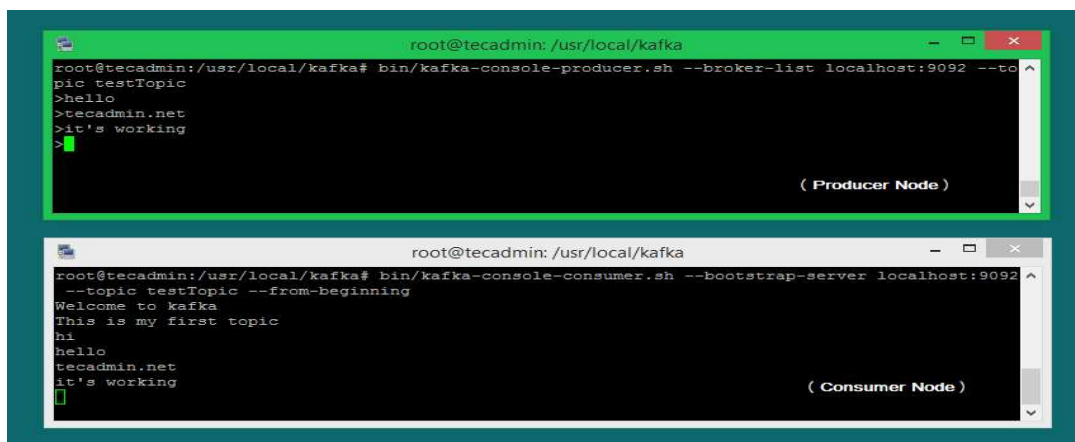 root@tecadmin: /usr/local/kafka
root@tecadmin:/usr/local/kafka# bin/kafka-console-producer.sh --broker-list localhost:9092 --to
pic testTopic
>hello
>tecadmin.net
>it's working
>
( Producer Node )
root@tecadmin: /usr/local/kafka
root@tecadmin:/usr/local/kafka# bin/kafka-console-consumer.sh --bootstrap-server localhost:9092
--topic testTopic --from-beginning
Welcome to kafka
This is my first topic
hi
hello
tecadmin.net
it's working
( Consumer Node )